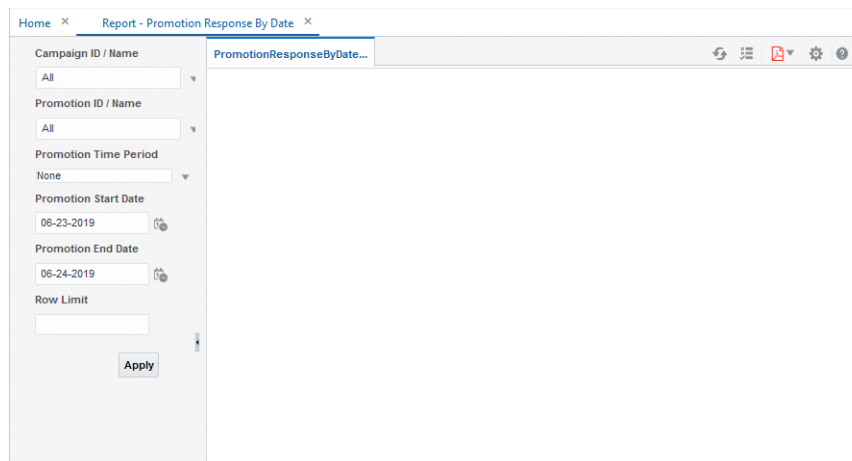 Home ×
Report - Promotion Response By Date ×
Campaign ID / Name
All
Promotion ID / Name
All
Promotion Time Period
None
Promotion Start Date
06-23-2019
Promotion End Date
06-24-2019
Row Limit
Apply
PromotionResponseByDate...